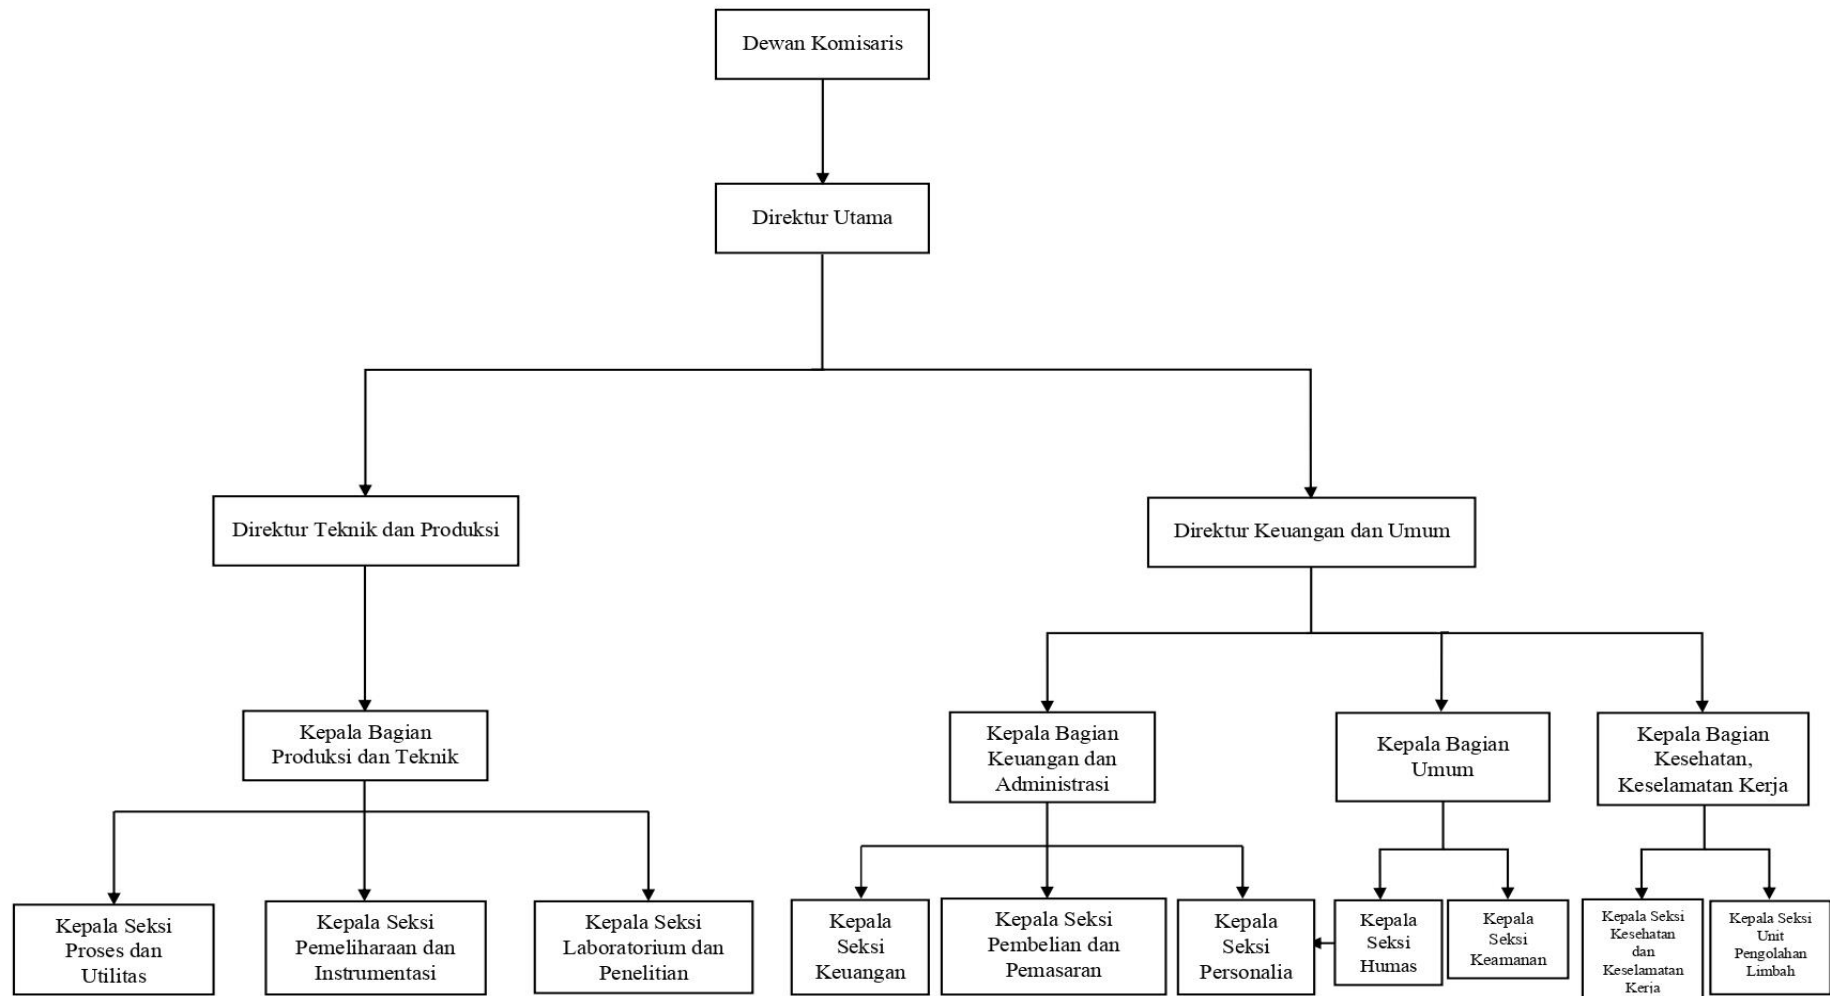 Dewan Komisaris
Direktur Utama
Direktur Teknik dan Produksi
Direktur Keuangan dan Umum
Kepala Bagian
Produksi dan Teknik
Kepala Bagian
Keuangan dan
Administrasi
Kepala Bagian
Umum
Kepala Bagian
Kesehatan,
Keselamatan Kerja
Kepala Seksi
Proses dan
Utilitas
Kepala Seksi
Pemeliharaan dan
Instrumentasi
Kepala Seksi
Laboratorium dan
Penelitian
Kepala
Seksi
Keuangan
Kepala Seksi
Pembelian dan
Pemasaran
Kepala
Seksi
Personalia
Kepala
Seksi
Humas
Kepala
Seksi
Keamanan
Kepala Seksi
Kesehatan
dan
Keselamatan
Kerja
Kepala Seksi
Unit
Pengolahan
Limbah